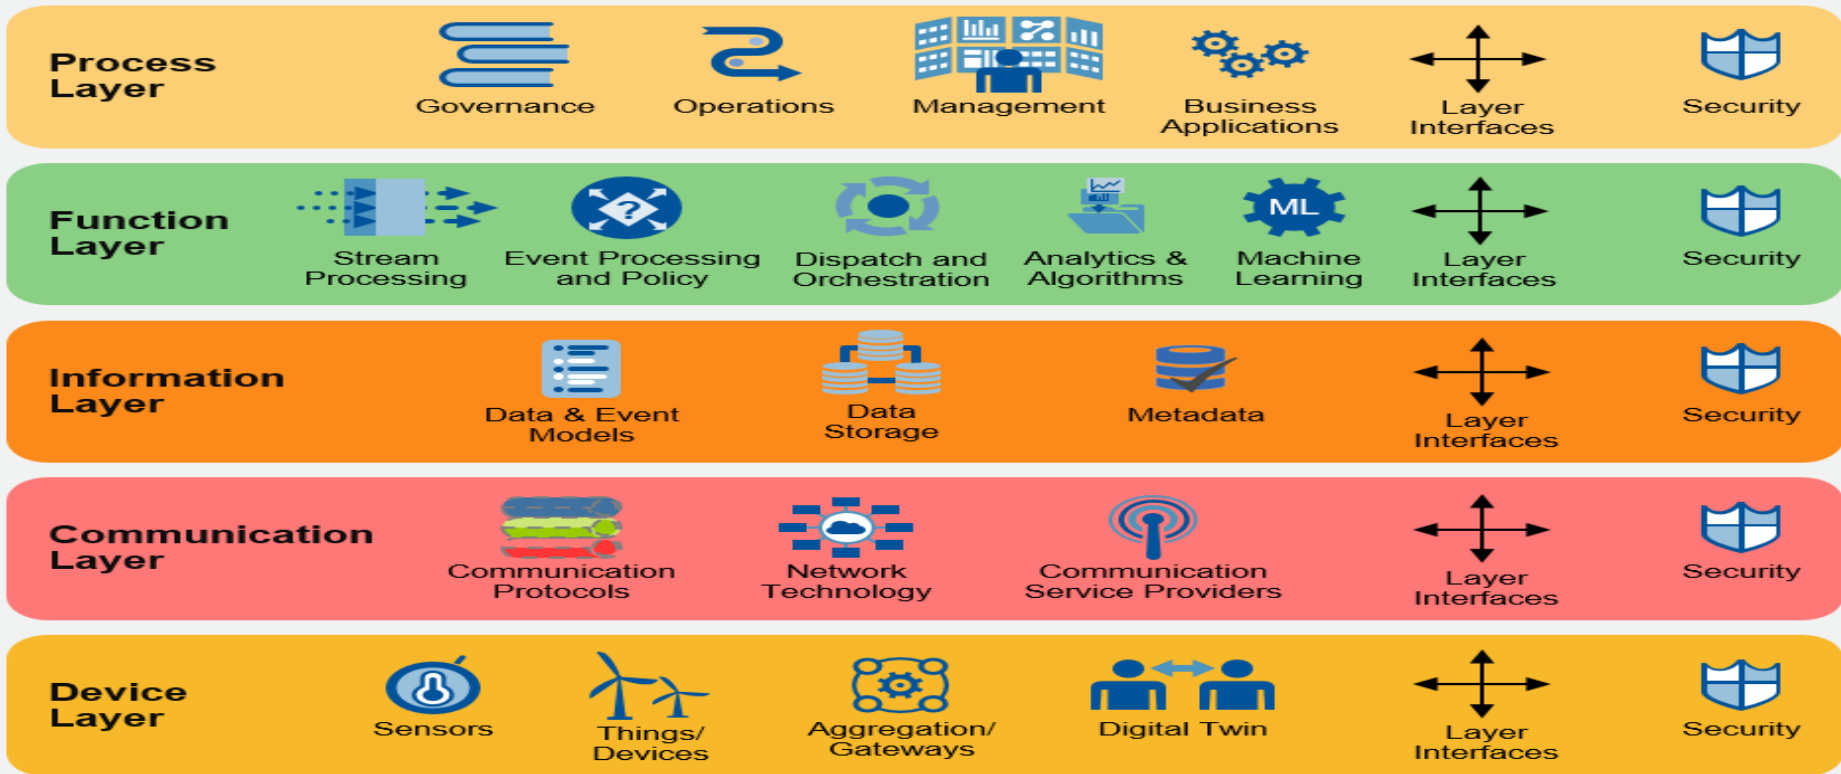 Process
Layer
Governance
Operations
Management
Business
Applications
Layer
Interfaces
Security
Function
Layer
Stream
Processing
?
Event Processing
and Policy
Dispatch and
Orchestration
Analytics &
Algorithms
ML
Machine
Learning
Layer
Interfaces
Security
Information
Layer
Data & Event
Models
Data
Storage
Metadata
Layer
Interfaces
Security
Communication
Layer
Communication
Protocols
Network
Technology
Communication
Service Providers
Layer
Interfaces
Security
Device
Layer
Sensors
Things/
Devices
Aggregation/
Gateways
Digital Twin
Layer
Interfaces
Security